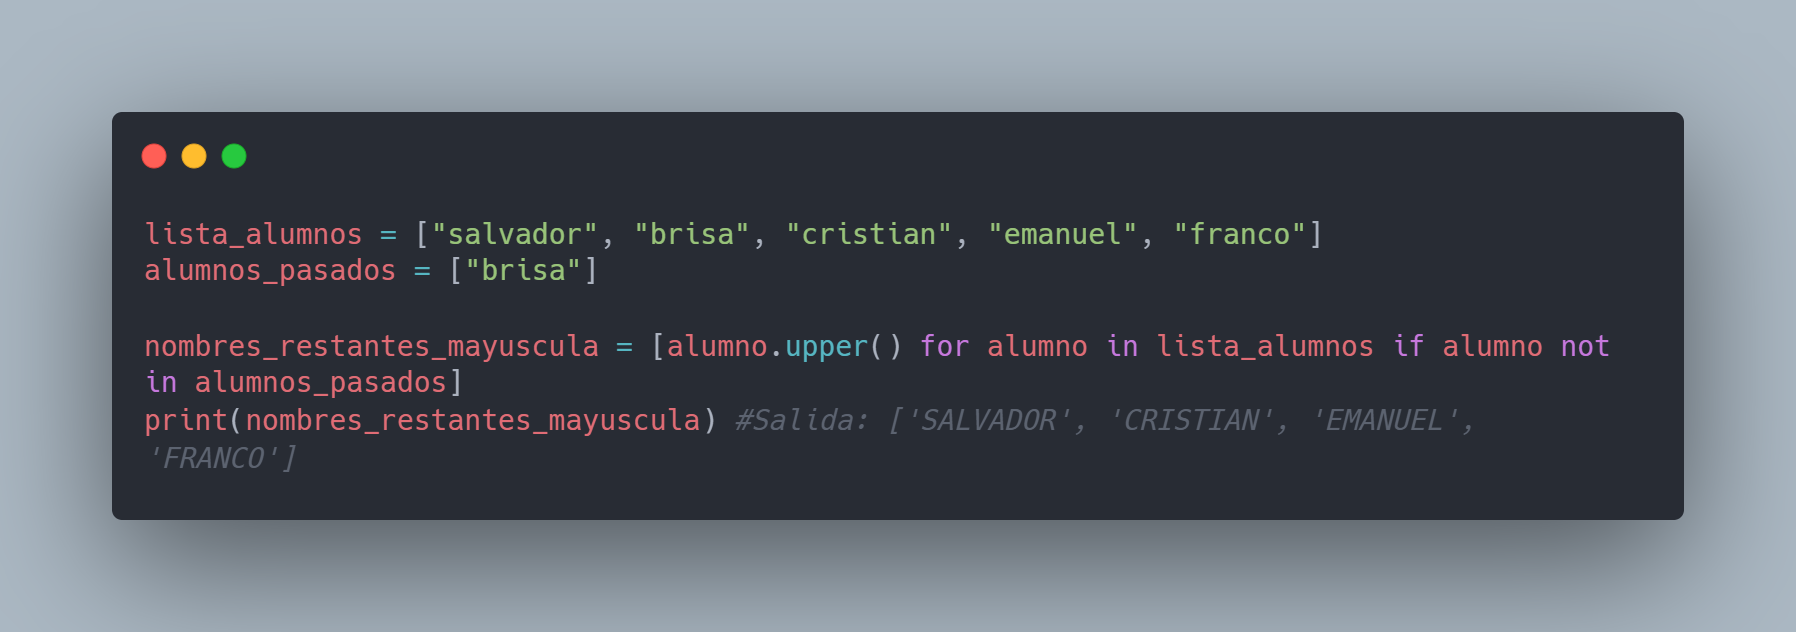 lista_alumnos = ["salvador", "brisa", "cristian", "emanuel", "franco"]
alumnos_pasados = ["brisa"]
nombres_restantes_mayuscula = [alumno.upper() for alumno in lista_alumnos if alumno not
in alumnos_pasados]
print(nombres_restantes_mayuscula) #Salida: ['SALVADOR', 'CRISTIAN', 'EMANUEL',
'FRANCO']